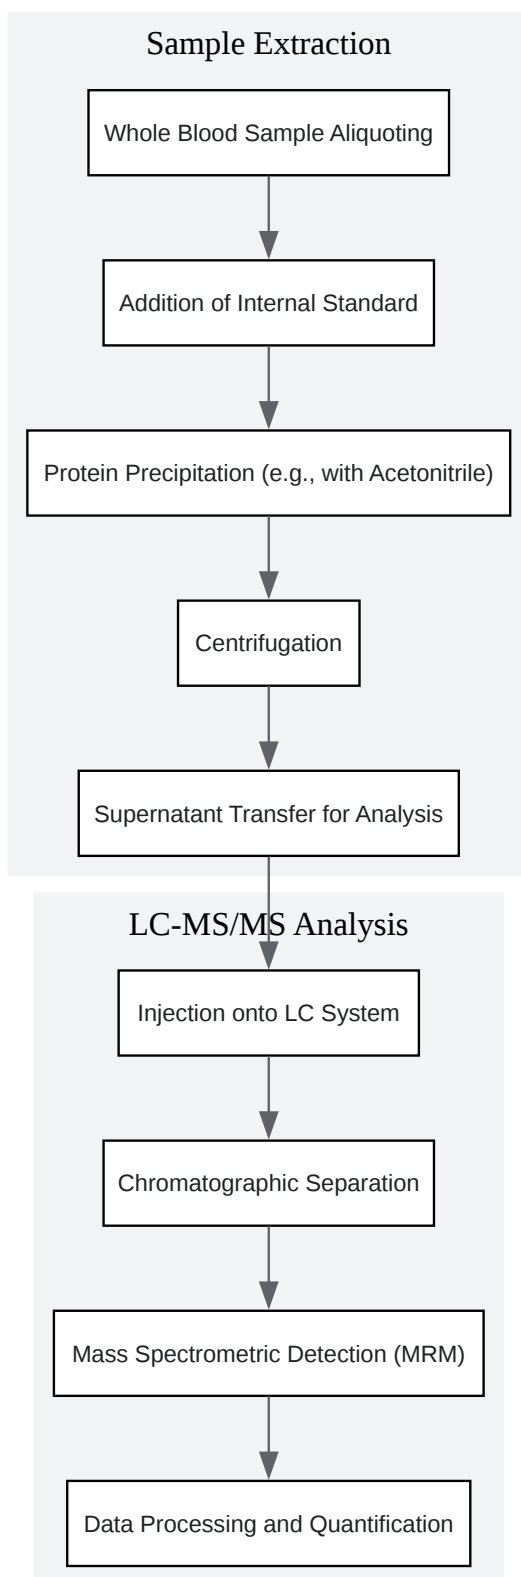 Sample Extraction
Whole Blood Sample Aliquoting
Addition of Internal Standard
Protein Precipitation (e.g., with Acetonitrile)
Centrifugation
Supernatant Transfer for Analysis
LC-MS/MS Analysis
Injection onto LC System
Chromatographic Separation
Mass Spectrometric Detection (MRM)
Data Processing and Quantification